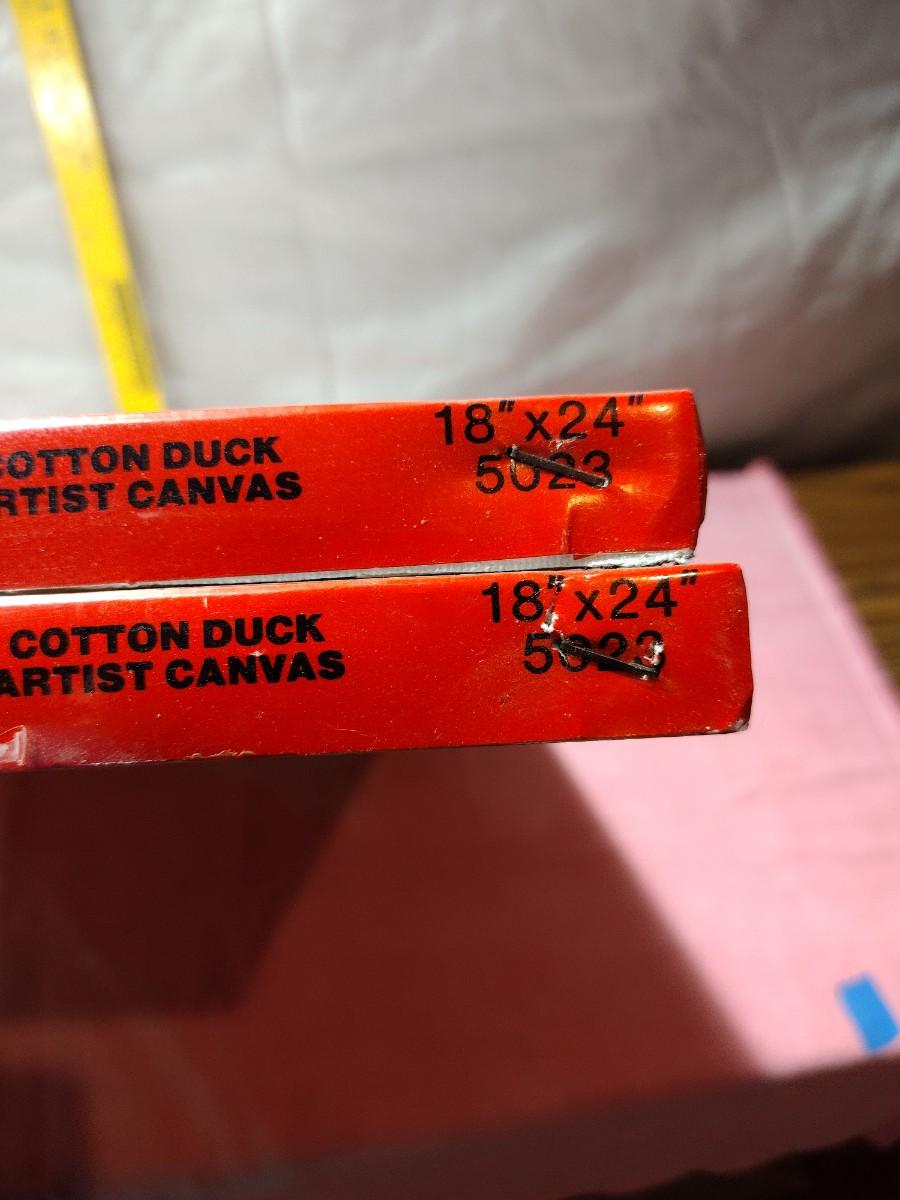 COTTON DUCK
ARTIST CANVAS
18"x24"
5023
COTTON DUCK
ARTIST CANVAS
18"x24"
5023